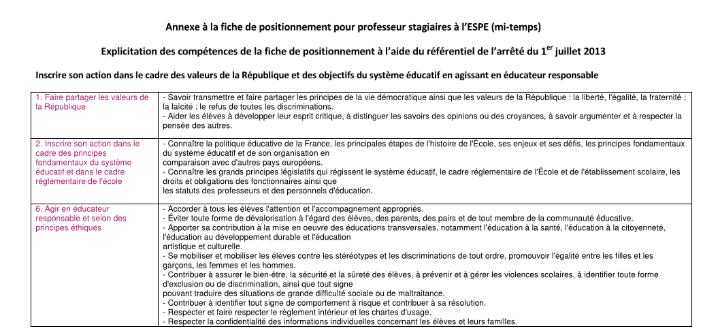 Annexe à la fiche de positionnement pour professeur stagiaires à l'ESPE (mi-temps)
Explicitation des compétences de la fiche de positionnement à l'aide du référentiel de l'arrêté du 1er juillet 2013
Inscrire son action dans le cadre des valeurs de la République et des objectifs du système éducatif en agissant en éducateur responsable
1. Faire partager les valeurs de
la République
- Savoir transmettre et faire partager les principes de la vie démocratique ainsi que les valeurs de la République : la liberté, l'égalité, la fraternité ;
la laïcité ; le refus de toutes les discriminations.
- Aider les élèves à développer leur esprit critique, à distinguer les savoirs des opinions ou des croyances, à savoir argumenter et à respecter la
pensée des autres.
2. Inscrire son action dans le
cadre des principes
fondamentaux du système
éducatif et dans le cadre
réglementaire de l'école
- Connaître la politique éducative de la France, les principales étapes de l'histoire de l'École, ses enjeux et ses défis, les principes fondamentaux
du système éducatif et de son organisation en
comparaison avec d'autres pays européens.
- Connaître les grands principes législatifs qui régissent le système éducatif, le cadre réglementaire de l'École et de l'établissement scolaire, les
droits et obligations des fonctionnaires ainsi que
les statuts des professeurs et des personnels d'éducation.
6. Agir en éducateur
responsable et selon des
principes éthiques
- Accorder à tous les élèves l'attention et l'accompagnement appropriés.
- Éviter toute forme de dévalorisation à l'égard des élèves, des parents, des pairs et de tout membre de la communauté éducative.
- Apporter sa contribution à la mise en oeuvre des éducations transversales, notamment l'éducation à la santé, l'éducation à la citoyenneté,
l'éducation au développement durable et l'éducation
artistique et culturelle.
- Se mobiliser et mobiliser les élèves contre les stéréotypes et les discriminations de tout ordre, promouvoir l'égalité entre les filles et les
garçons, les femmes et les hommes.
- Contribuer à assurer le bien-être, la sécurité et la sûreté des élèves, à prévenir et à gérer les violences scolaires, à identifier toute forme
d'exclusion ou de discrimination, ainsi que tout signe
pouvant traduire des situations de grande difficulté sociale ou de maltraitance.
- Contribuer à identifier tout signe de comportement à risque et contribuer à sa résolution.
- Respecter et faire respecter le règlement intérieur et les chartes d'usage.
- Respecter la confidentialité des informations individuelles concernant les élèves et leurs familles.